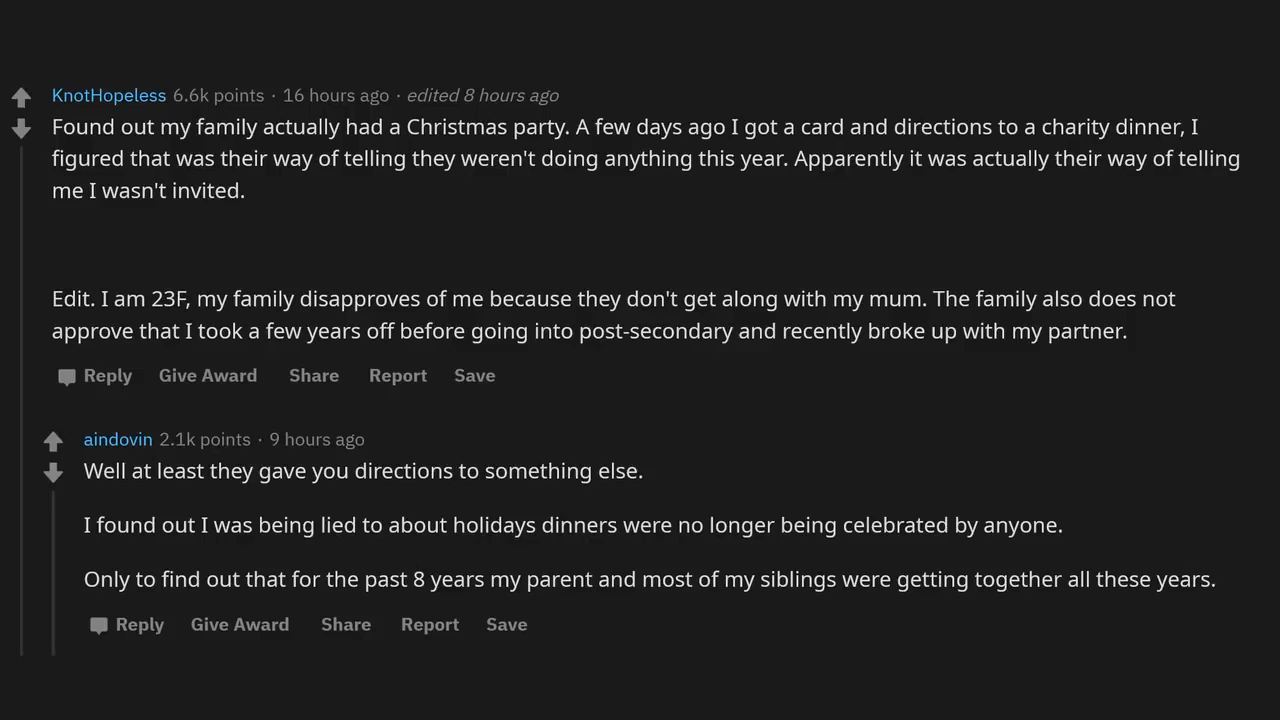 KnotHopeless 6.6k points · 16 hours ago · edited 8 hours ago
Found out my family actually had a Christmas party. A few days ago I got a card and directions to a charity dinner, I
figured that was their way of telling they weren't doing anything this year. Apparently it was actually their way of telling
me I wasn't invited.
Edit. I am 23F, my family disapproves of me because they don't get along with my mum. The family also does not
approve that I took a few years off before going into post-secondary and recently broke up with my partner.
Reply Give Award Share Report Save
aindovin 2.1k points · 9 hours ago
Well at least they gave you directions to something else.
I found out I was being lied to about holidays dinners were no longer being celebrated by anyone.
Only to find out that for the past 8 years my parent and most of my siblings were getting together all these years.
Reply Give Award Share Report Save